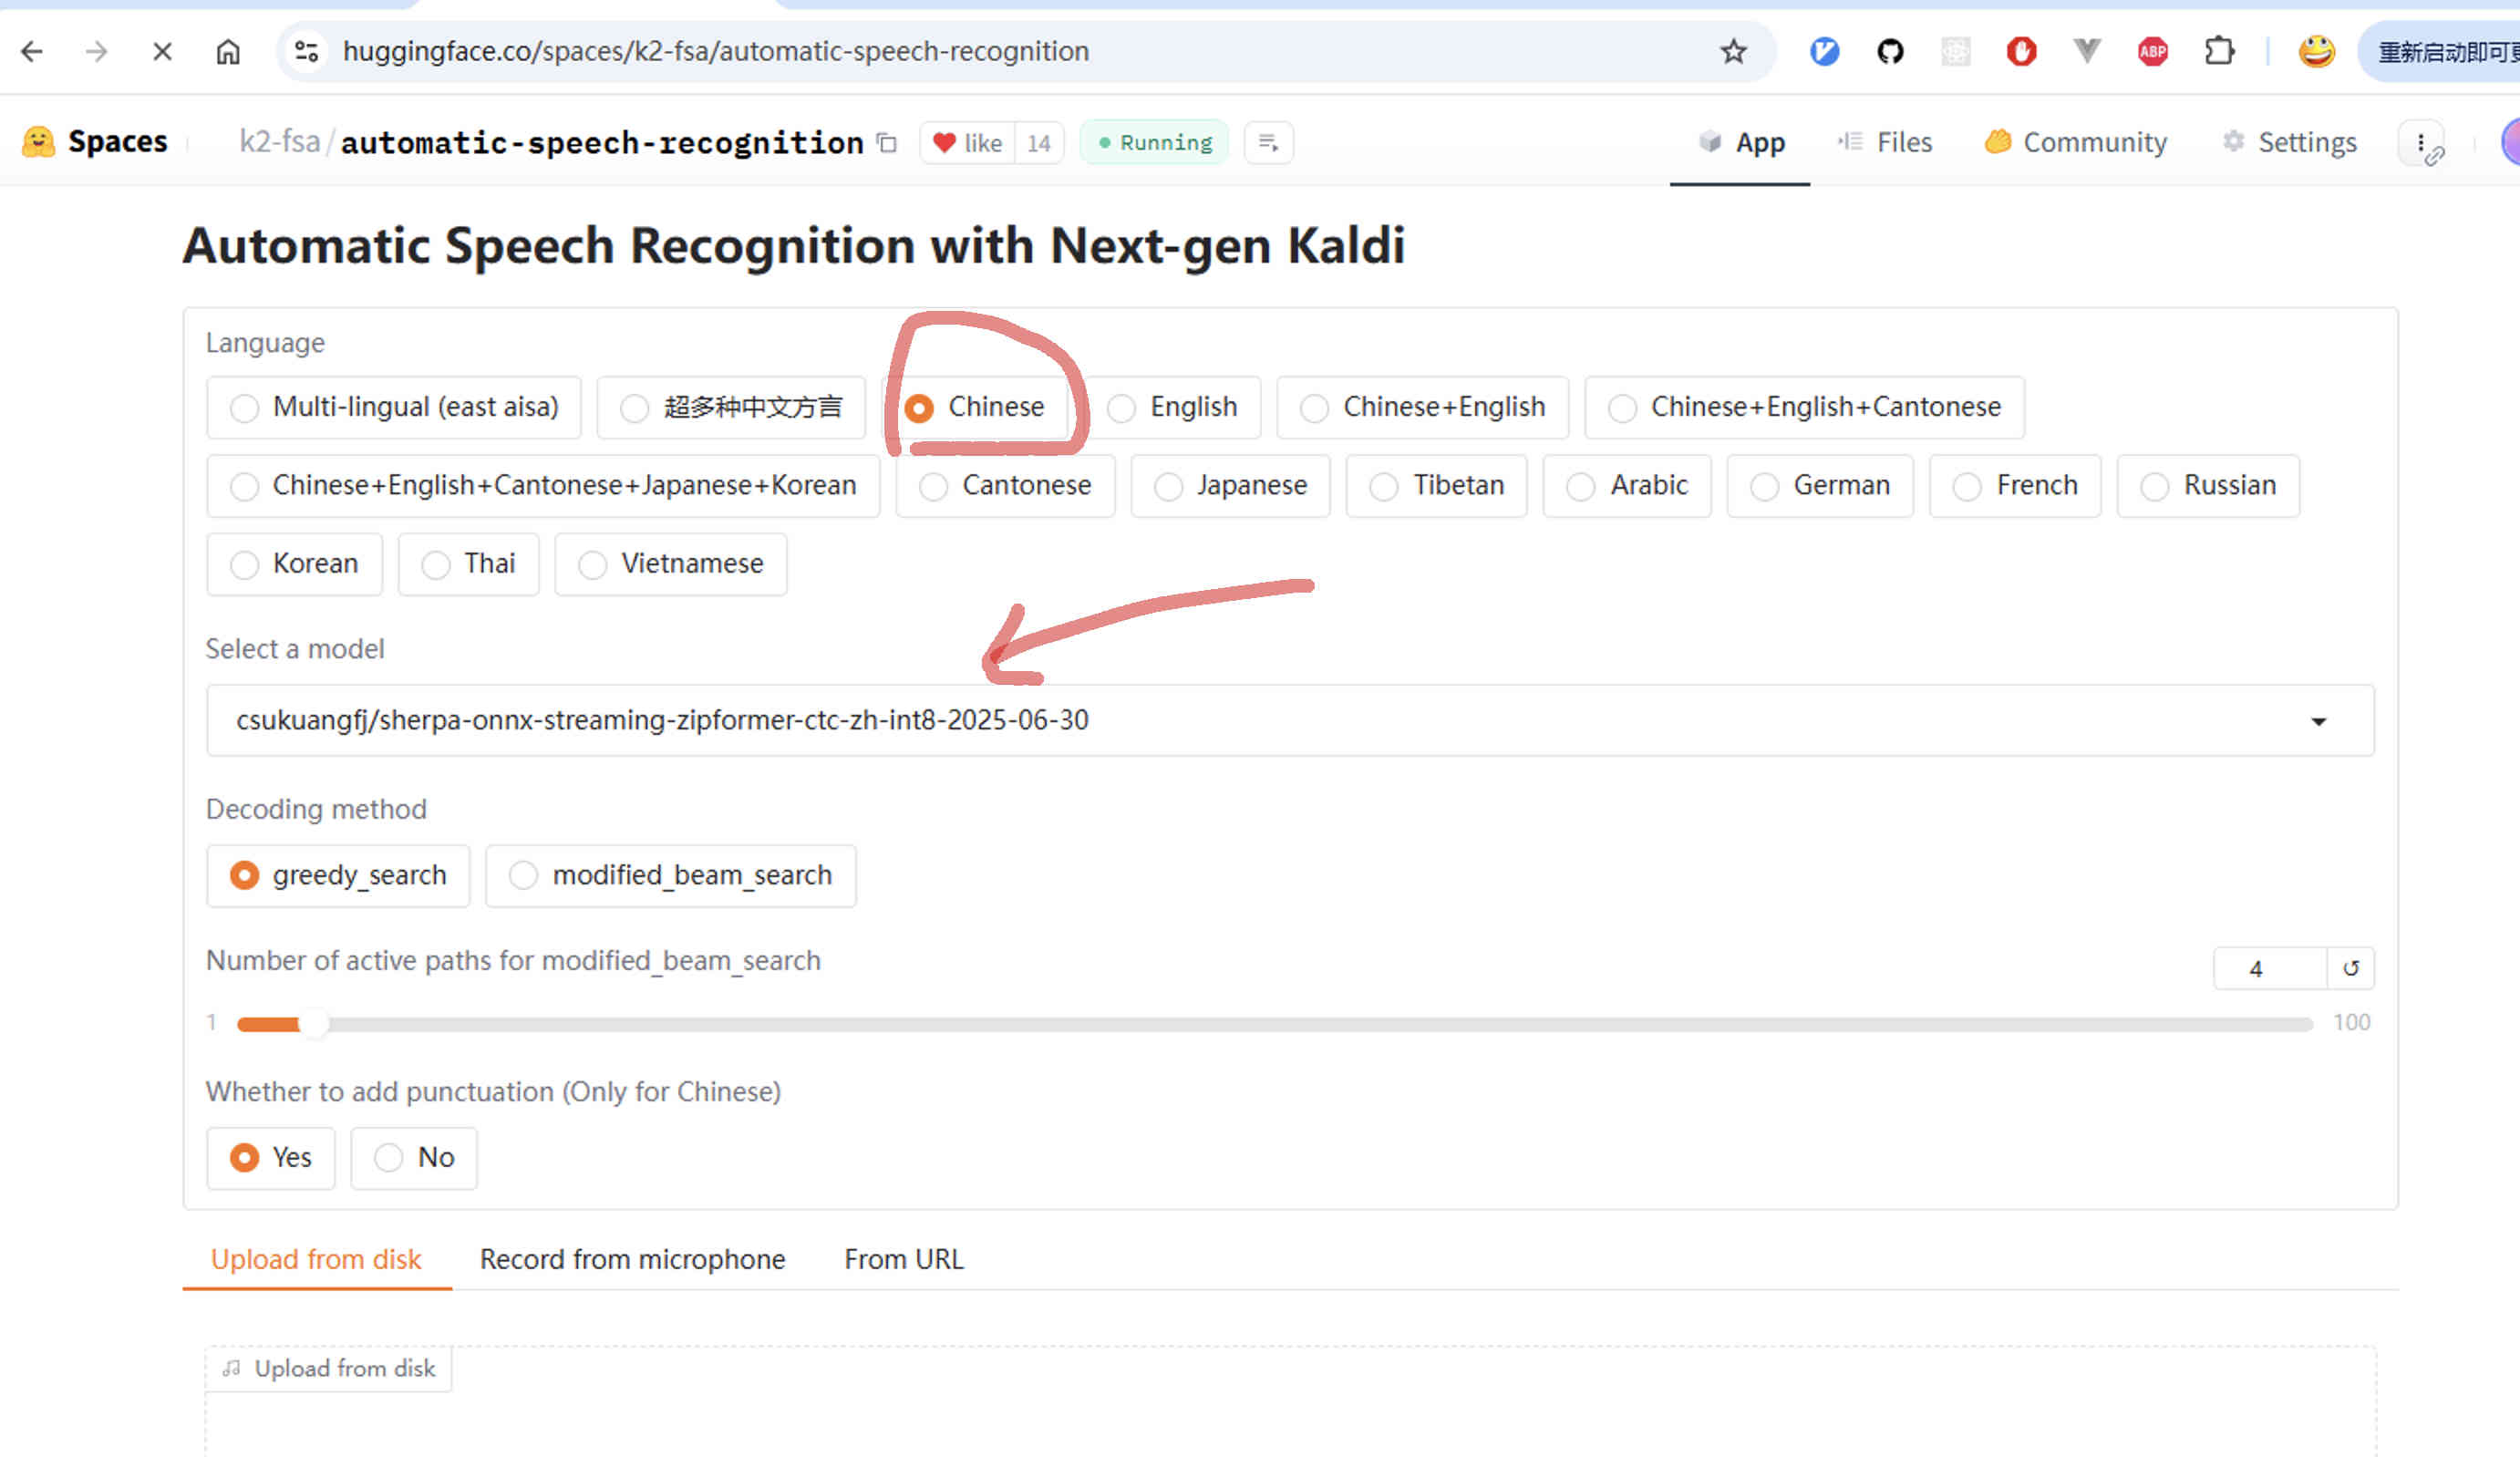 huggingface.co/spaces/k2-fsa/automatic-speech-recognition
ABP
重新启动即可
Spaces k2-fsa/automatic-speech-recognition like 14 Running App Files Community Settings
Automatic Speech Recognition with Next-gen Kaldi
Language
Multi-lingual (east aisa) 超多种中文方言 Chinese English Chinese+English Chinese+English+Cantonese
Chinese+English+Cantonese+Japanese+Korean Cantonese Japanese Tibetan Arabic German French Russian
Korean Thai Vietnamese
Select a model
csukuangfj/sherpa-onnx-streaming-zipformer-ctc-zh-int8-2025-06-30
Decoding method
greedy_search modified_beam_search
Number of active paths for modified_beam_search 4
1 100
Whether to add punctuation (Only for Chinese)
Yes No
Upload from disk Record from microphone From URL
Upload from disk